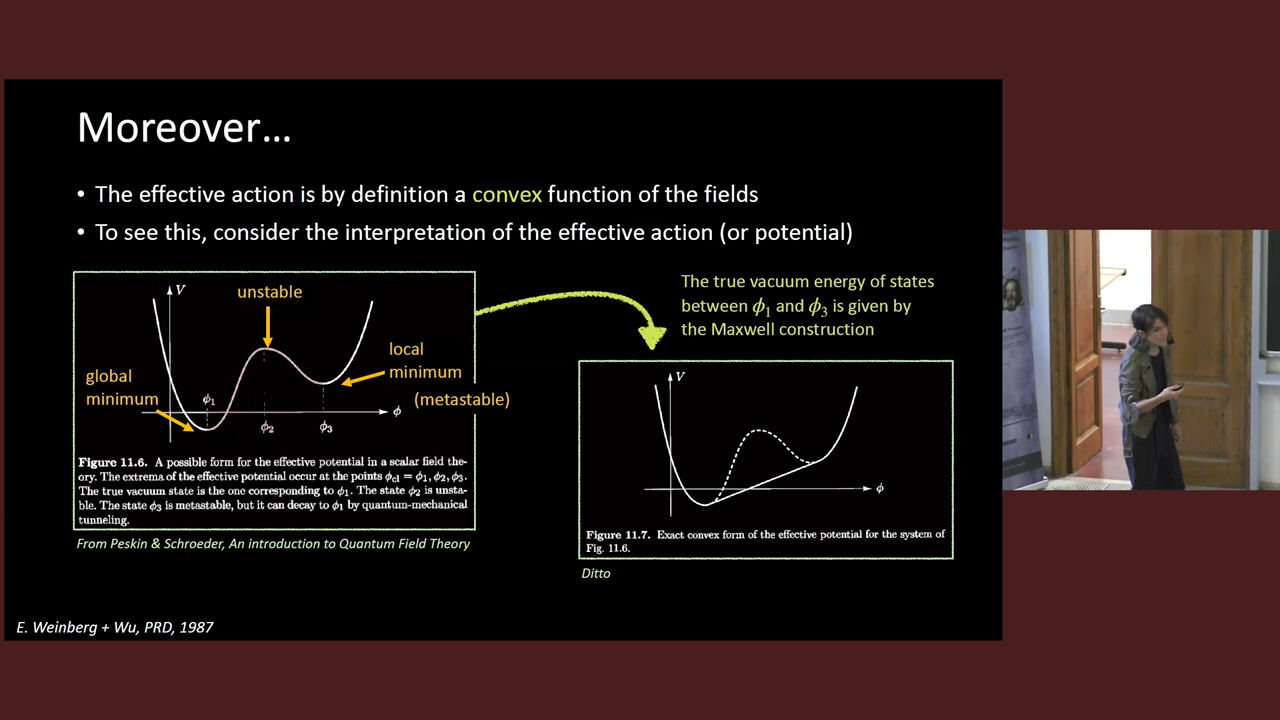 Moreover…
• The effective action is by definition a convex function of the fields
• To see this, consider the interpretation of the effective action (or potential)
V
unstable
local
minimum
(metastable)
global
minimum
ϕ1
ϕ
ϕ2
ϕ3
Figure 11.6. A possible form for the effective potential in a scalar field the-
ory. The extrema of the effective potential occur at the points ϕcl = ϕ1, ϕ2, ϕ3.
The true vacuum state is the one corresponding to ϕ1. The state ϕ2 is unsta-
ble. The state ϕ3 is metastable, but it can decay to ϕ1 by quantum-mechanical
tunneling.
From Peskin & Schroeder, An introduction to Quantum Field Theory
The true vacuum energy of states
between ϕ1 and ϕ3 is given by
the Maxwell construction
V
ϕ
Figure 11.7. Exact convex form of the effective potential for the system of
Fig. 11.6.
Ditto
E. Weinberg + Wu, PRD, 1987